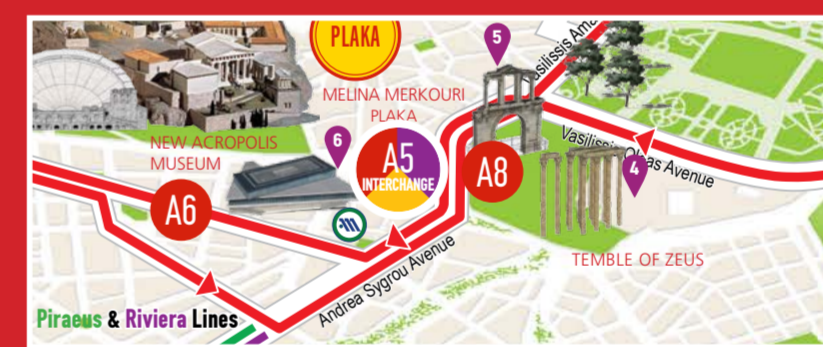 PLAKA
5
Vasilissis Ama
MELINA MERKOURI
PLAKA
NEW ACROPOLIS
MUSEUM
6
A5
INTERCHANGE
A8
Vasilissis Olgas Avenue
4
A6
TEMBLE OF ZEUS
Andrea Sygrou Avenue
Piraeus & Riviera Lines